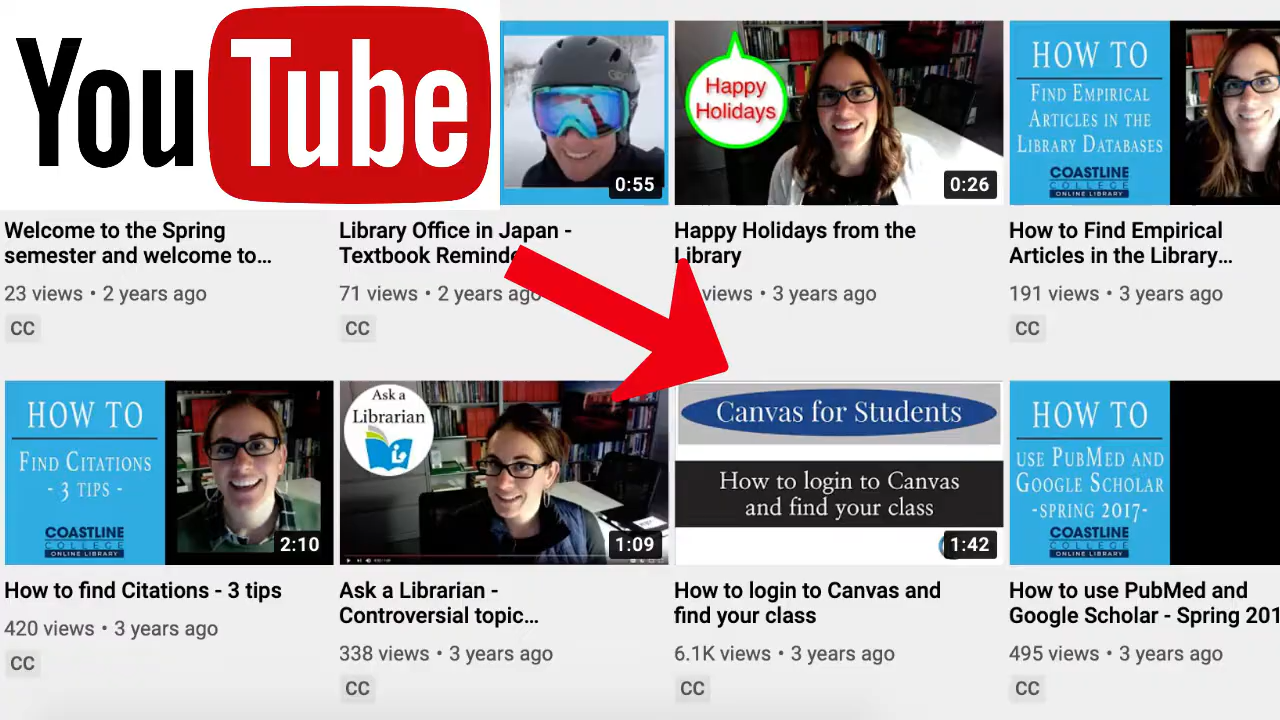 YouTube
0:55
Happy
Holidays
0:26
HOW TO
FIND EMPIRICAL
ARTICLES IN THE
LIBRARY DATABASES
COASTLINE
COLLEGE
ONLINE LIBRARY
Welcome to the Spring
semester and welcome to...
23 views • 2 years ago
CC
Library Office in Japan -
Textbook Reminde
71 views • 2 years ago
CC
Happy Holidays from the
Library
views • 3 years ago
How to Find Empirical
Articles in the Library...
191 views • 3 years ago
CC
HOW TO
FIND CITATIONS
- 3 TIPS -
COASTLINE
COLLEGE
ONLINE LIBRARY
2:10
Ask a
Librarian
1:09
Canvas for Students
How to login to Canvas
and find your class
1:42
HOW TO
USE PUBMED AND
GOOGLE SCHOLAR
-SPRING 2017-
COASTLINE
COLLEGE
ONLINE LIBRARY
How to find Citations - 3 tips
420 views • 3 years ago
CC
Ask a Librarian -
Controversial topic...
338 views • 3 years ago
CC
How to login to Canvas and
find your class
6.1K views • 3 years ago
CC
How to use PubMed and
Google Scholar - Spring 201
495 views • 3 years ago
CC